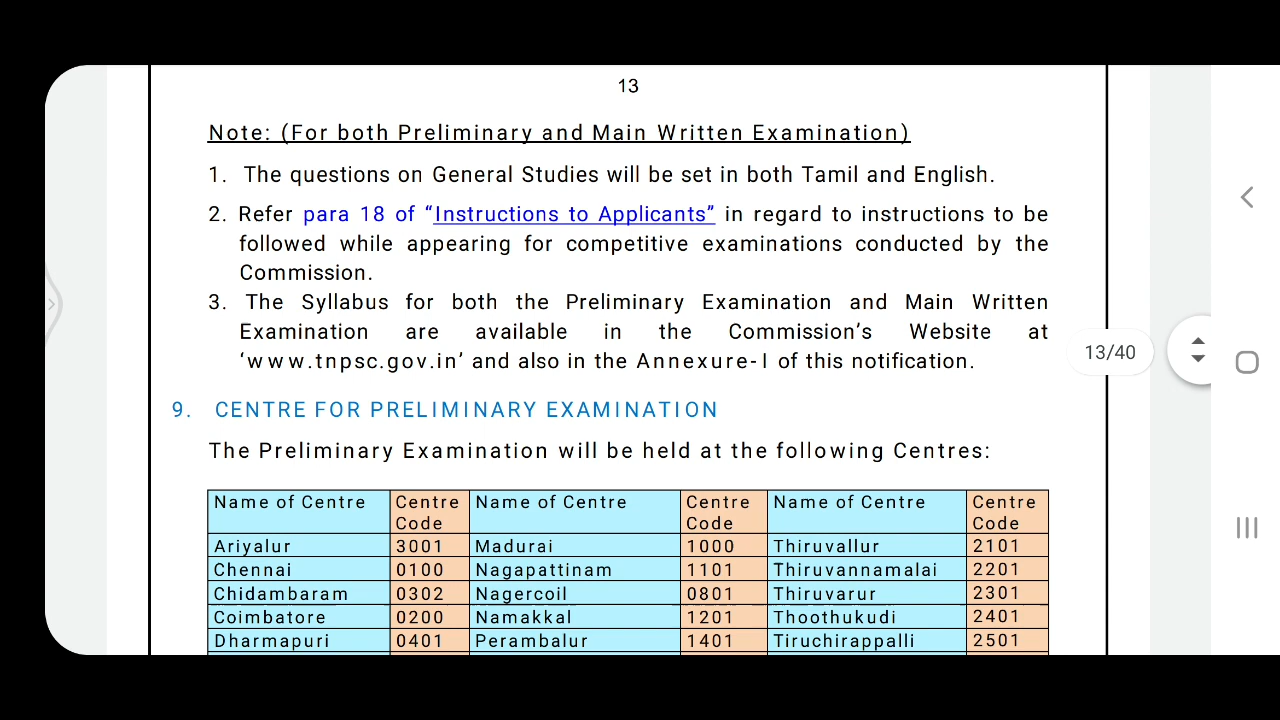 13
Note: (For both Preliminary and Main Written Examination)
1. The questions on General Studies will be set in both Tamil and English.
2. Refer para 18 of “Instructions to Applicants” in regard to instructions to be
followed while appearing for competitive examinations conducted by the
Commission.
3. The Syllabus for both the Preliminary Examination and Main Written
Examination are available in the Commission’s Website at
‘www.tnpsc.gov.in’ and also in the Annexure-I of this notification.
13/40
9. CENTRE FOR PRELIMINARY EXAMINATION
The Preliminary Examination will be held at the following Centres:
Name of Centre Centre Code Name of Centre Centre Code Name of Centre Centre Code
Ariyalur 3001 Madurai 1000 Thiruvallur 2101
Chennai 0100 Nagapattinam 1101 Thiruvannamalai 2201
Chidambaram 0302 Nagercoil 0801 Thiruvarur 2301
Coimbatore 0200 Namakkal 1201 Thoothukudi 2401
Dharmapuri 0401 Perambalur 1401 Tiruchirappalli 2501